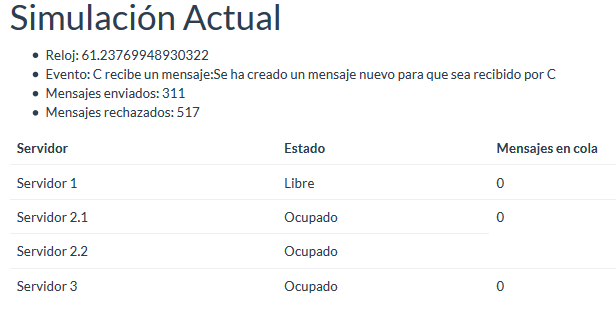 Simulación Actual
Reloj: 61.23769948930322
Evento: C recibe un mensaje:Se ha creado un mensaje nuevo para que sea recibido por C
Mensajes enviados: 311
Mensajes rechazados: 517
Servidor Estado Mensajes en cola
Servidor 1 Libre 0
Servidor 2.1 Ocupado 0
Servidor 2.2 Ocupado
Servidor 3 Ocupado 0